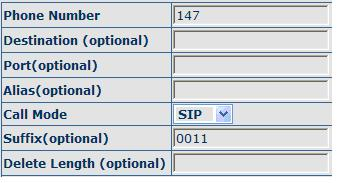 Phone Number 147
Destination (optional)
Port(optional)
Alias(optional)
Call Mode SIP
Suffix(optional) 0011
Delete Length (optional)